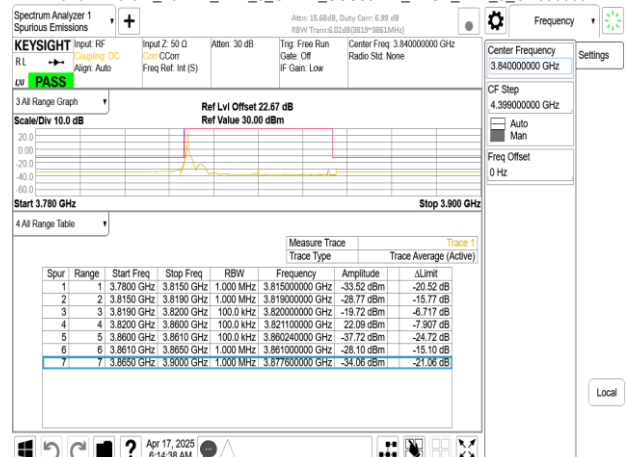 Spectrum Analyzer 1
Spurious Emissions
Attn: 15.68dB, Duty Corr: 6.99 dB
RBW Trans:6.02dB(3819~3861MHz)
Frequency
KEYSIGHT
Input: RF
Coupling: DC
Align: Auto
Input Z: 50 Ω
Corr CCorr
Freq Ref: Int (S)
Atten: 30 dB
Trig: Free Run
Gate: Off
IF Gain: Low
Center Freq: 3.840000000 GHz
Radio Std: None
RL
LXI
PASS
Center Frequency
3.840000000 GHz
Settings
CF Step
4.399000000 GHz
Auto
Man
Freq Offset
0 Hz
3 All Range Graph
Ref Lvl Offset 22.67 dB
Scale/Div 10.0 dB
Ref Value 30.00 dBm
20.0
0.00
-20.0
-40.0
-60.0
Start 3.780 GHz
Stop 3.900 GHz
4 All Range Table
Measure Trace Trace 1
Trace Type Trace Average (Active)
Spur Range Start Freq Stop Freq RBW Frequency Amplitude ΔLimit
1 1 3.7800 GHz 3.8150 GHz 1.000 MHz 3.815000000 GHz -33.52 dBm -20.52 dB
2 2 3.8150 GHz 3.8190 GHz 1.000 MHz 3.819000000 GHz -28.77 dBm -15.77 dB
3 3 3.8190 GHz 3.8200 GHz 100.0 kHz 3.820000000 GHz -19.72 dBm -6.717 dB
4 4 3.8200 GHz 3.8600 GHz 100.0 kHz 3.821100000 GHz 22.09 dBm -7.907 dB
5 5 3.8600 GHz 3.8610 GHz 100.0 kHz 3.860240000 GHz -37.72 dBm -24.72 dB
6 6 3.8610 GHz 3.8650 GHz 1.000 MHz 3.861000000 GHz -28.10 dBm -15.10 dB
7 7 3.8650 GHz 3.9000 GHz 1.000 MHz 3.877600000 GHz -34.06 dBm -21.06 dB
Local
?
Apr 17, 2025
6:14:38 AM